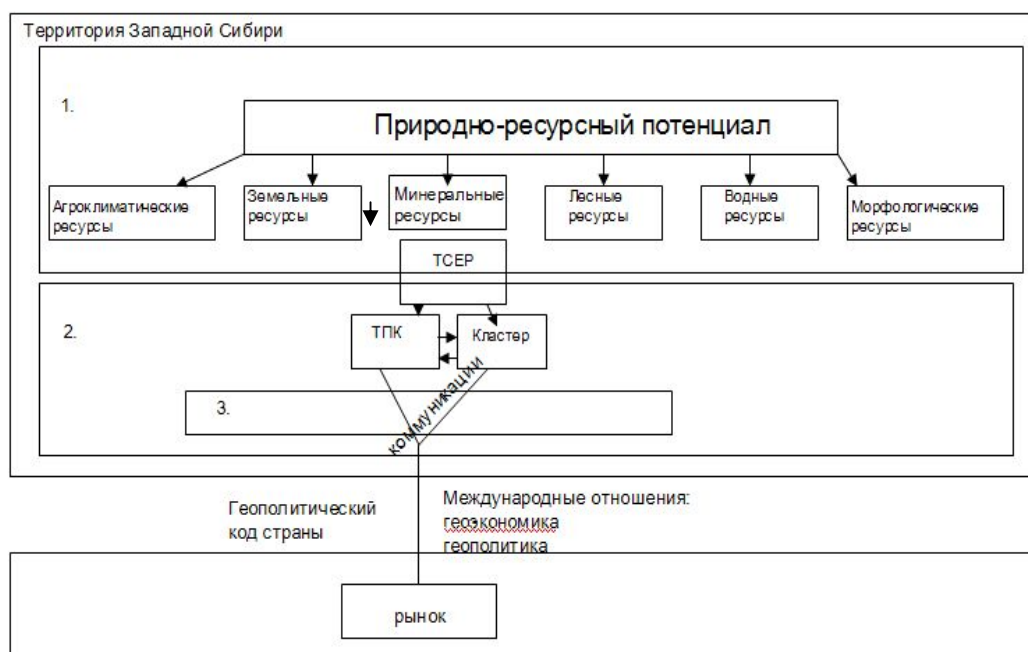 Территория Западной Сибири
1.
Природно-ресурсный потенциал
Агроклиматические
ресурсы
Земельные
ресурсы
Минеральные
ресурсы
Лесные
ресурсы
Водные
ресурсы
Морфологические
ресурсы
ТСЕР
2.
ТПК
Кластер
коммуникации
3.
Геополитический
код страны
Международные отношения:
геоэкономика
геополитика
рынок